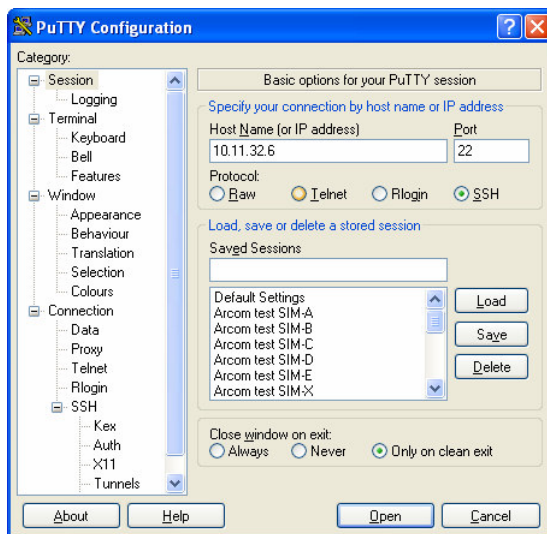 PuTTY Configuration
Category:
Session
Logging
Terminal
Keyboard
Bell
Features
Window
Appearance
Behaviour
Translation
Selection
Colours
Connection
Data
Proxy
Telnet
Rlogin
SSH
Kex
Auth
X11
Tunnels
Basic options for your PuTTY session
Specify your connection by host name or IP address
Host Name (or IP address) Port
10.11.32.6 22
Protocol:
Raw Telnet Rlogin SSH
Load, save or delete a stored session
Saved Sessions
Default Settings
Arcom test SIM-A
Arcom test SIM-B
Arcom test SIM-C
Arcom test SIM-D
Arcom test SIM-E
Arcom test SIM-X
Load
Save
Delete
Close window on exit:
Always Never Only on clean exit
About Help Open Cancel